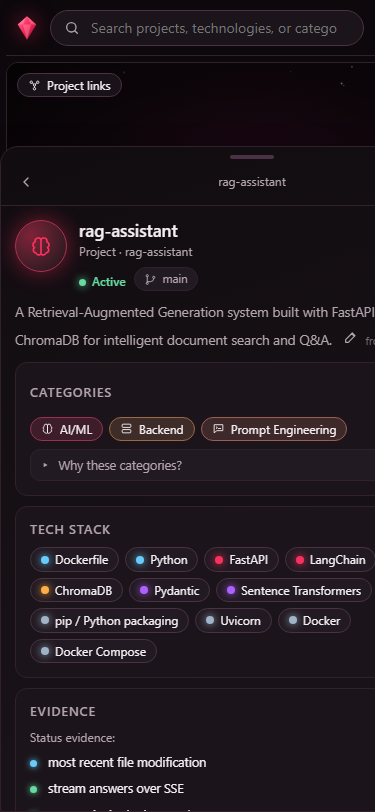 Search projects, technologies, or catego
Project links
rag-assistant
rag-assistant
Project · rag-assistant
Active main
A Retrieval-Augmented Generation system built with FastAPI
ChromaDB for intelligent document search and Q&A.
CATEGORIES
AI/ML Backend Prompt Engineering
Why these categories?
TECH STACK
Dockerfile Python FastAPI LangChain
ChromaDB Pydantic Sentence Transformers
pip / Python packaging Uvicorn Docker
Docker Compose
EVIDENCE
Status evidence:
most recent file modification
stream answers over SSE